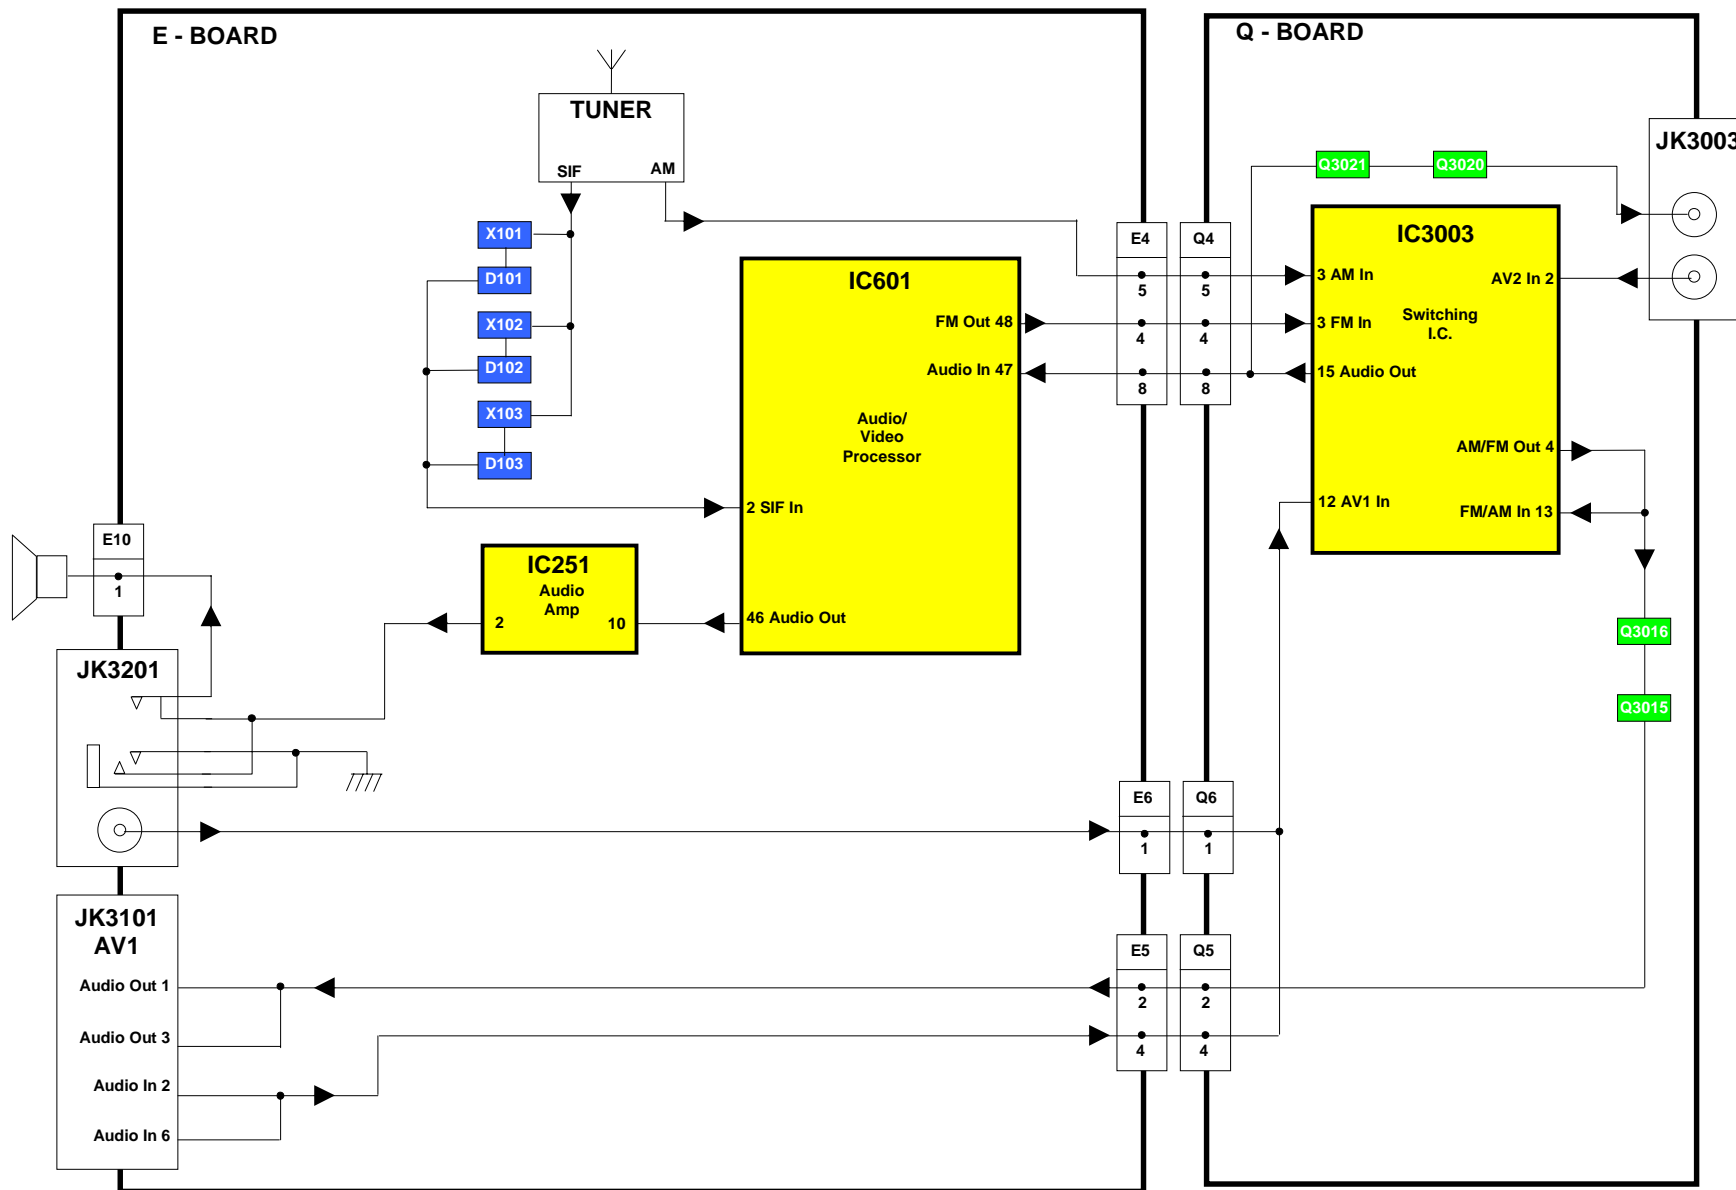 E - BOARD
Q - BOARD
TUNER
SIF
AM
JK3003
Q3021
Q3020
X101
D101
X102
D102
X103
D103
IC601
FM Out 48
Audio In 47
Audio/
Video
Processor
2 SIF In
46 Audio Out
E4
Q4
5
5
4
4
8
8
IC3003
3 AM In
AV2 In 2
3 FM In
Switching
I.C.
15 Audio Out
AM/FM Out 4
12 AV1 In
FM/AM In 13
E10
1
IC251
Audio
Amp
2
10
Q3016
Q3015
JK3201
E6
Q6
1
1
JK3101
AV1
Audio Out 1
Audio Out 3
Audio In 2
Audio In 6
E5
Q5
2
2
4
4